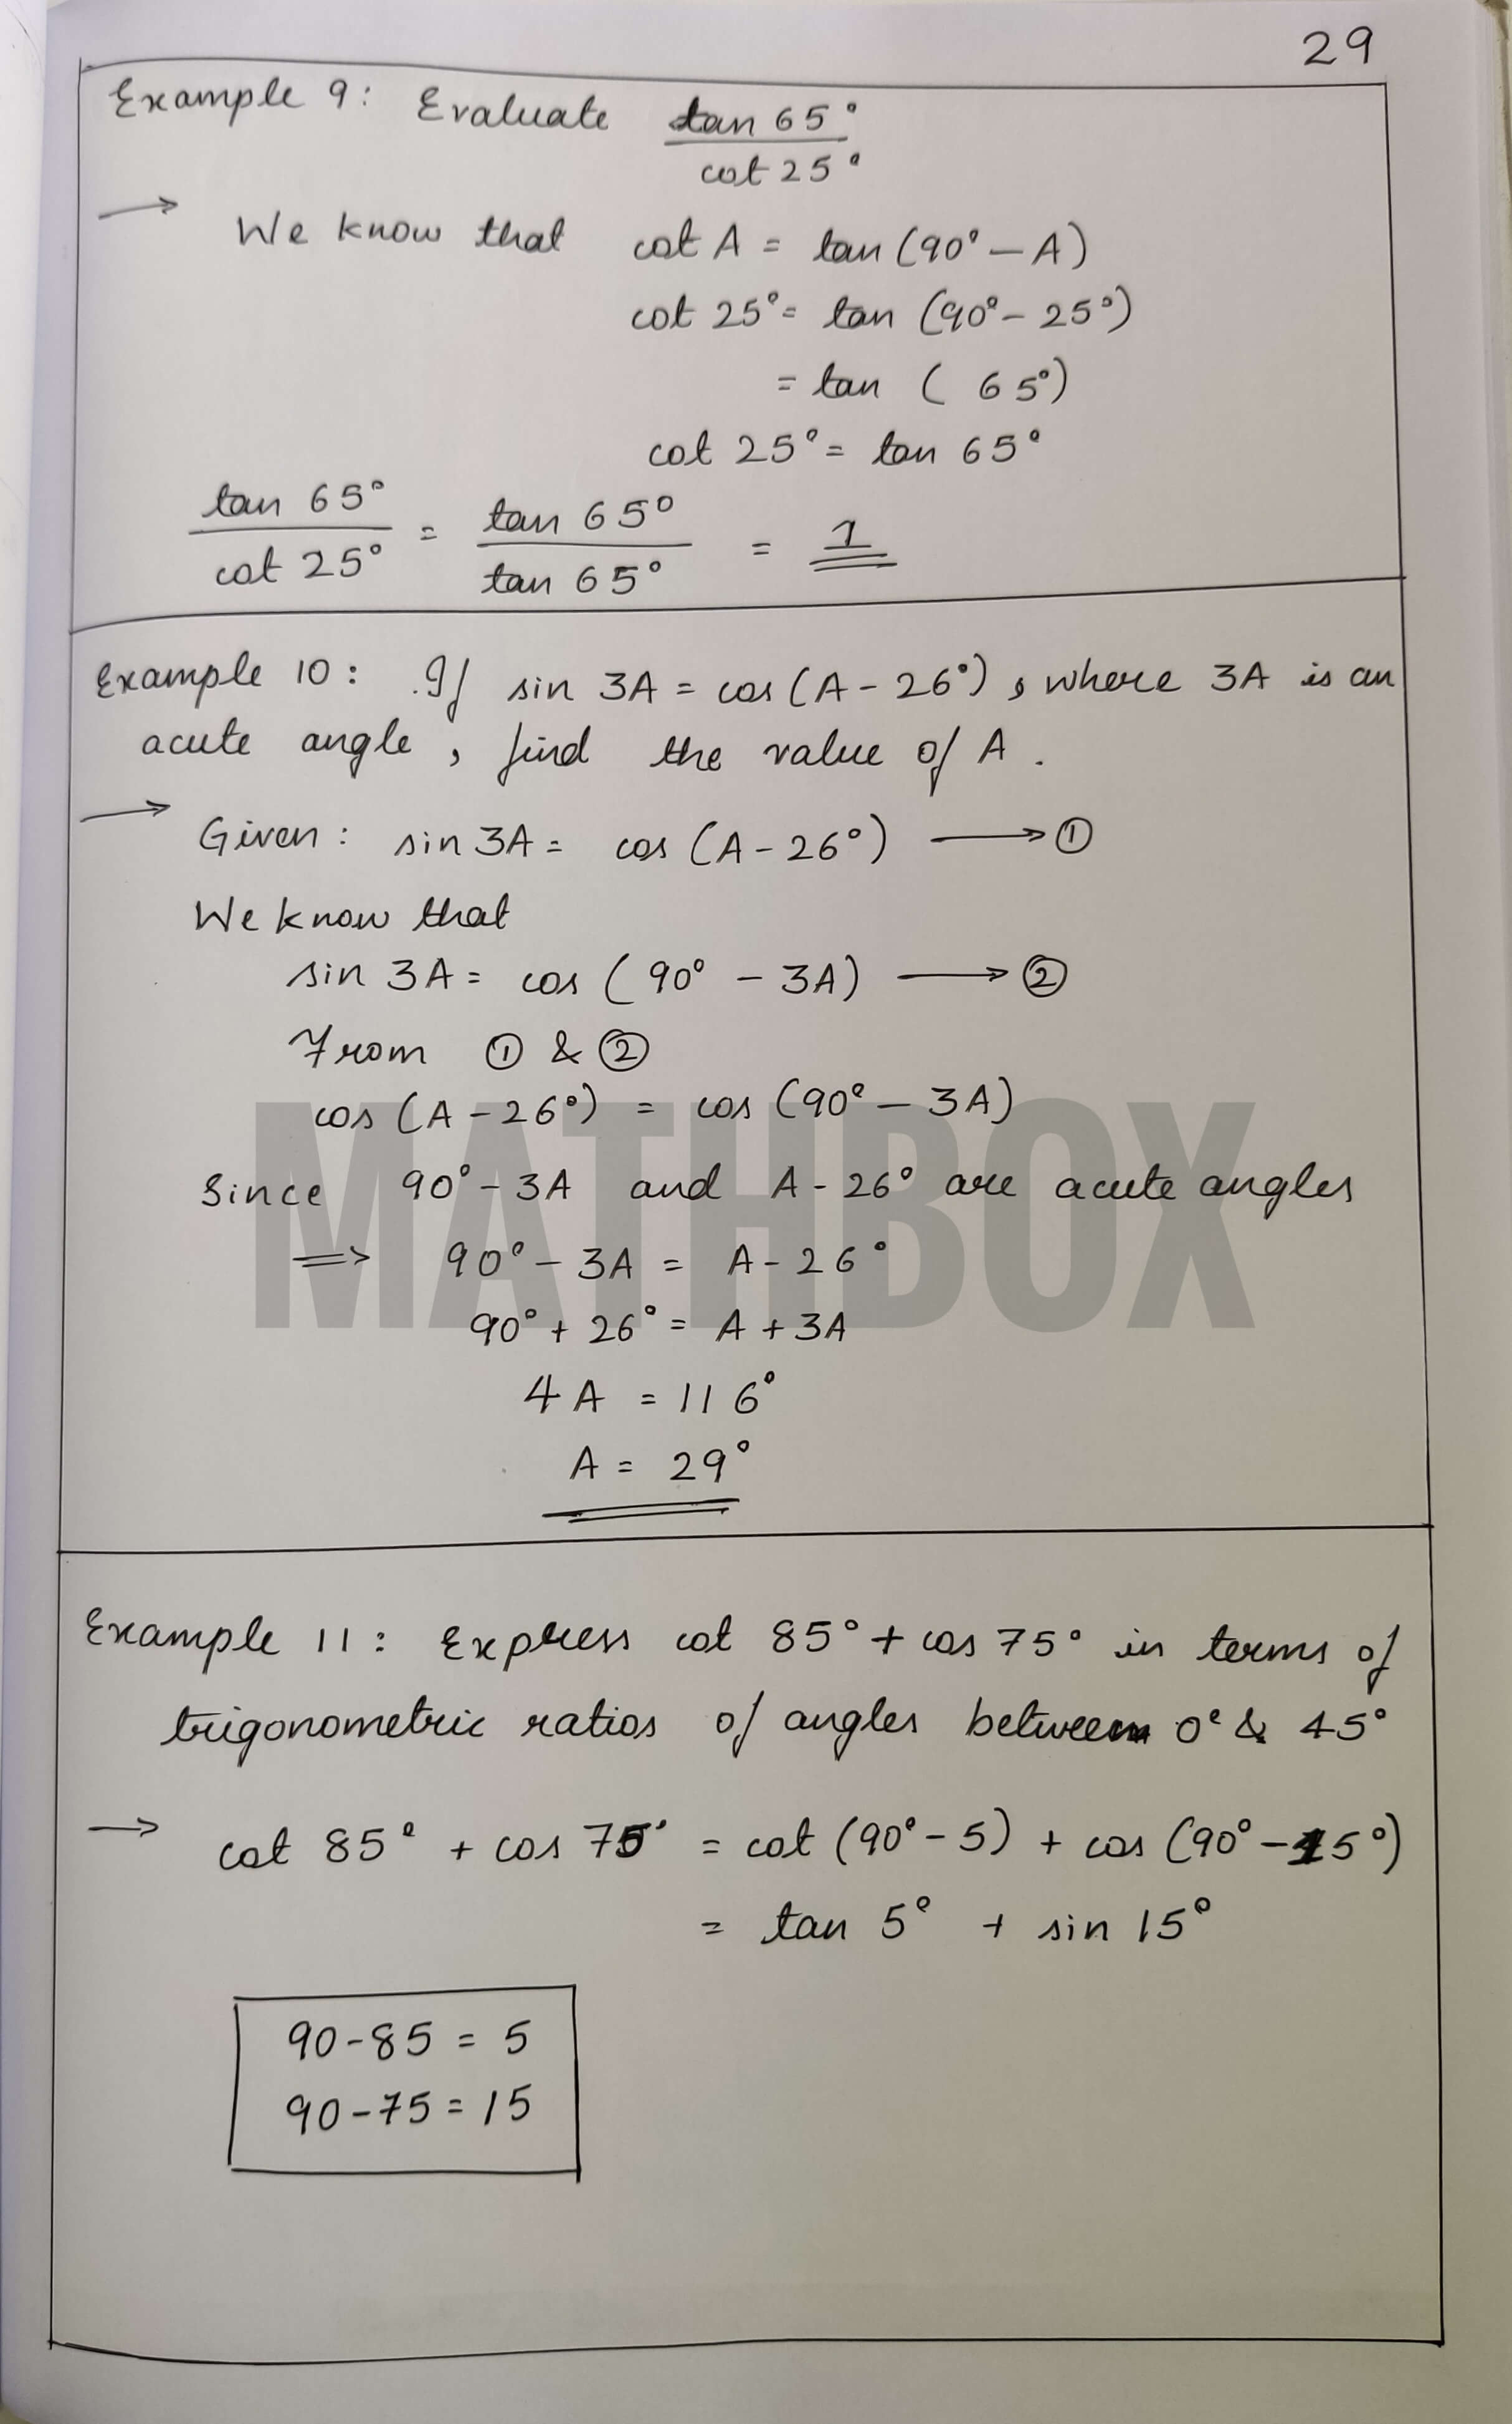 29
Example 9: Evaluate tan 65° / cot 25°
→ We know that cot A = tan (90° – A)
cot 25° = tan (90° – 25°)
= tan ( 65°)
cot 25° = tan 65°
tan 65° / cot 25° = tan 65° / tan 65° = 1
Example 10: If sin 3A = cos (A – 26°), where 3A is an
acute angle, find the value of A.
→ Given: sin 3A = cos (A – 26°) → ①
We know that
sin 3A = cos (90° – 3A) → ②
From ① & ②
cos (A – 26°) = cos (90° – 3A)
MATHBOX
Since 90° – 3A and A – 26° are acute angles
⇒ 90° – 3A = A – 26°
90° + 26° = A + 3A
4A = 116°
A = 29°
Example 11: Express cot 85° + cos 75° in terms of
trigonometric ratios of angles between 0° & 45°
→ cot 85° + cos 75° = cot (90° – 5) + cos (90° – 15°)
= tan 5° + sin 15°
90 – 85 = 5
90 – 75 = 15